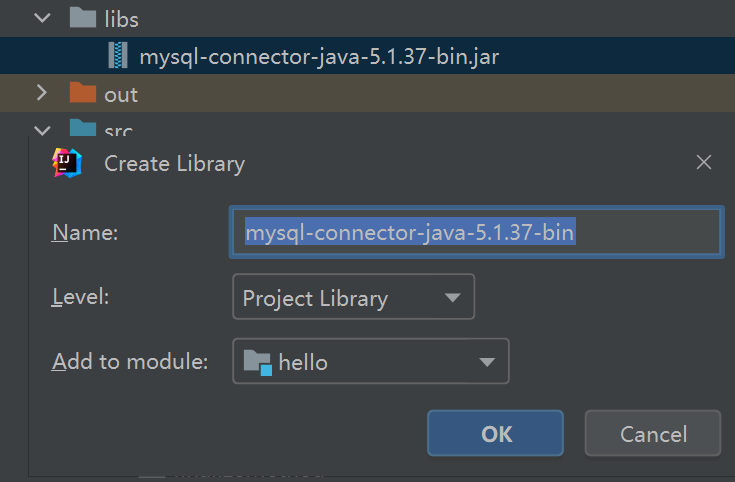 libs
mysql-connector-java-5.1.37-bin.jar
out
src
IJ
Create Library
Name:
mysql-connector-java-5.1.37-bin
Level:
Project Library
Add to module:
hello
OK
Cancel